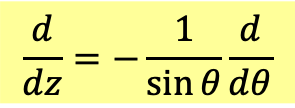 d/dz = − 1/sin θ d/dθ